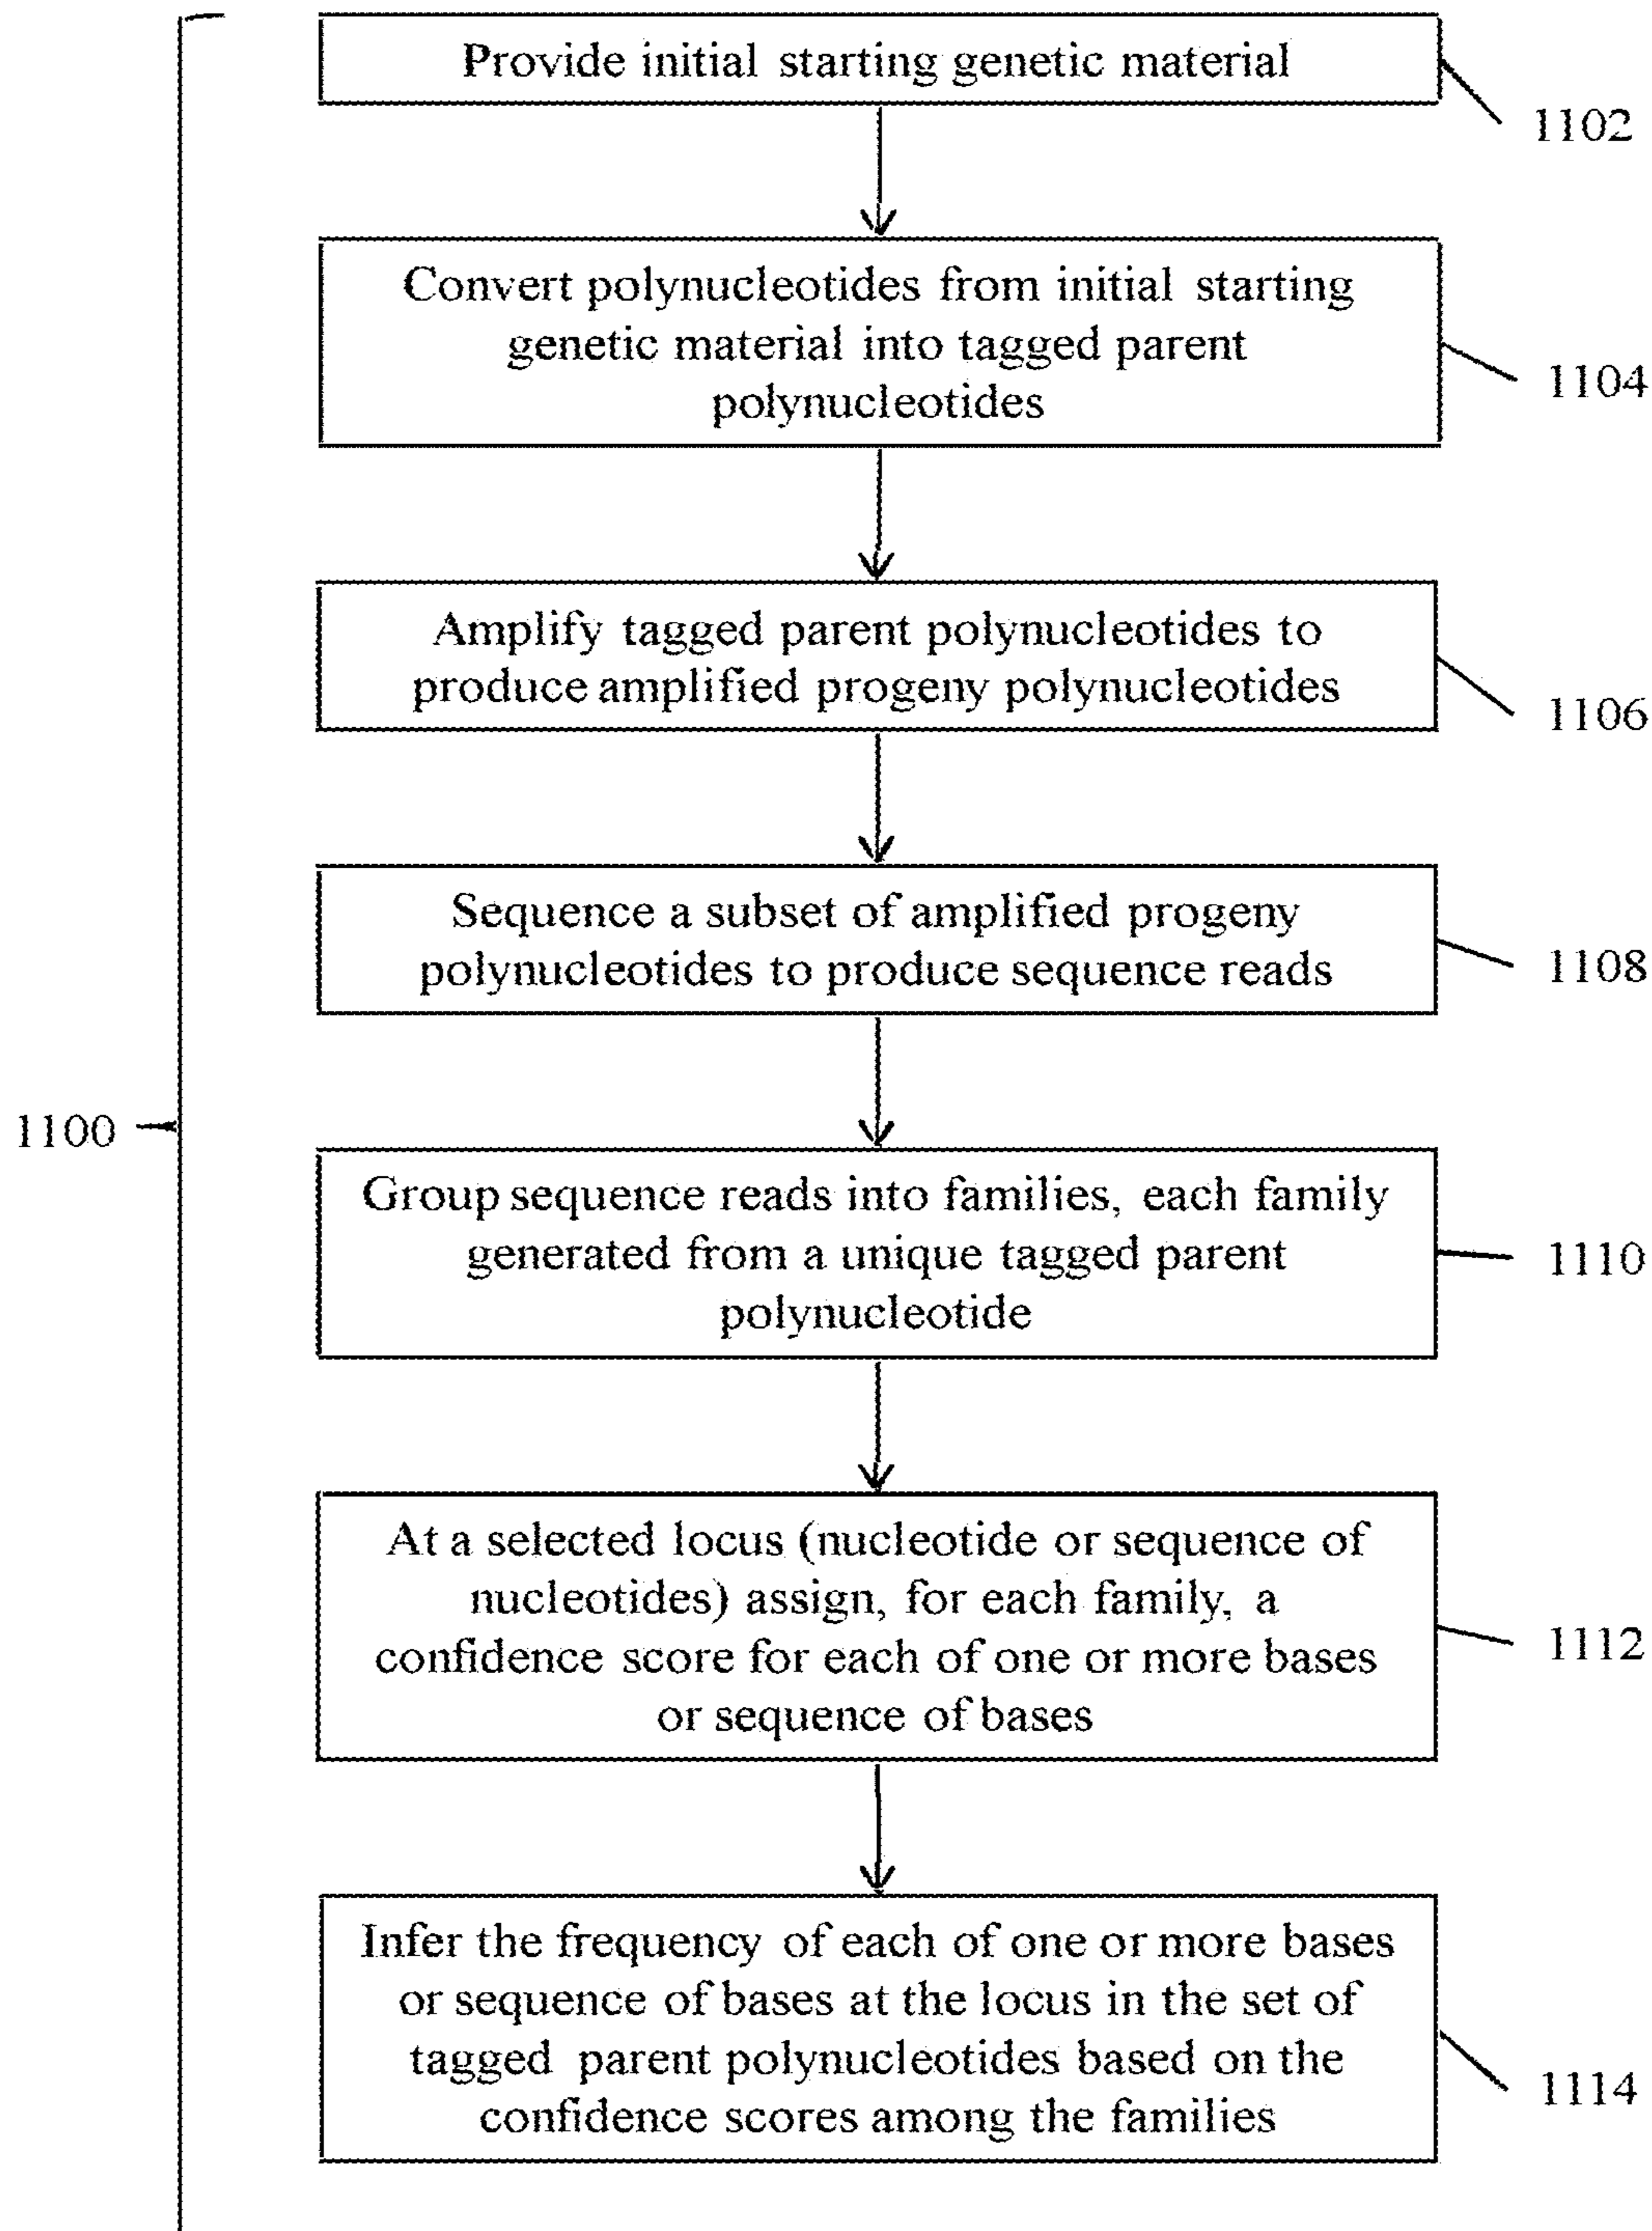 Provide initial starting genetic material
1102
Convert polynucleotides from initial starting
genetic material into tagged parent
polynucleotides
1104
Amplify tagged parent polynucleotides to
produce amplified progeny polynucleotides
1106
Sequence a subset of amplified progeny
polynucleotides to produce sequence reads
1108
1100
Group sequence reads into families, each family
generated from a unique tagged parent
polynucleotide
1110
At a selected locus (nucleotide or sequence of
nucleotides) assign, for each family, a
confidence score for each of one or more bases
or sequence of bases
1112
Infer the frequency of each of one or more bases
or sequence of bases at the locus in the set of
tagged parent polynucleotides based on the
confidence scores among the families
1114